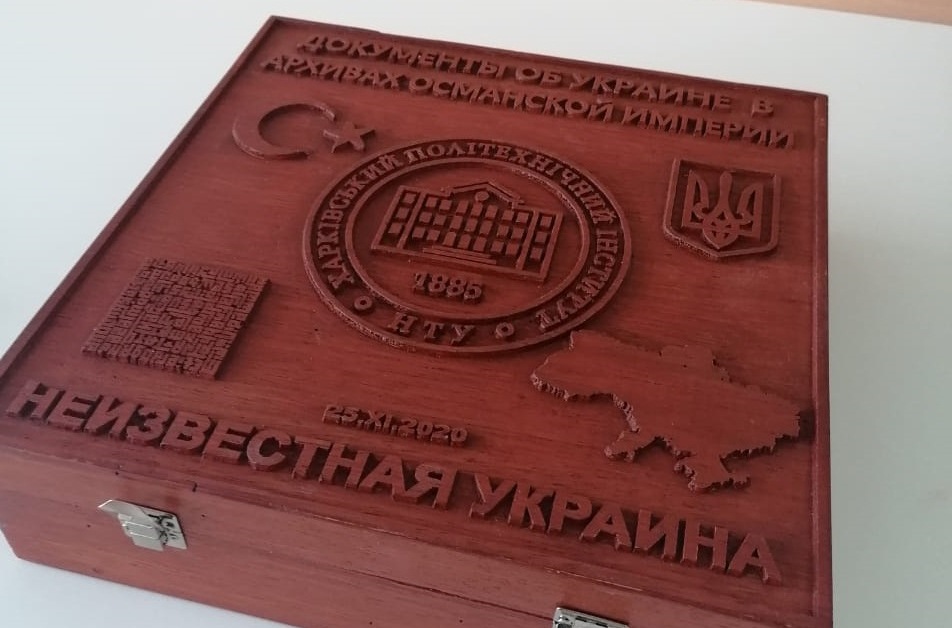 ДОКУМЕНТЫ ОБ УКРАИНЕ В
АРХИВАХ ОСМАНСКОЙ ИМПЕРИИ
ХАРКІВСЬКИЙ ПОЛІТЕХНІЧНИЙ ІНСТИТУТ
1885
НТУ
25.XI.2020
НЕИЗВЕСТНАЯ УКРАИНА